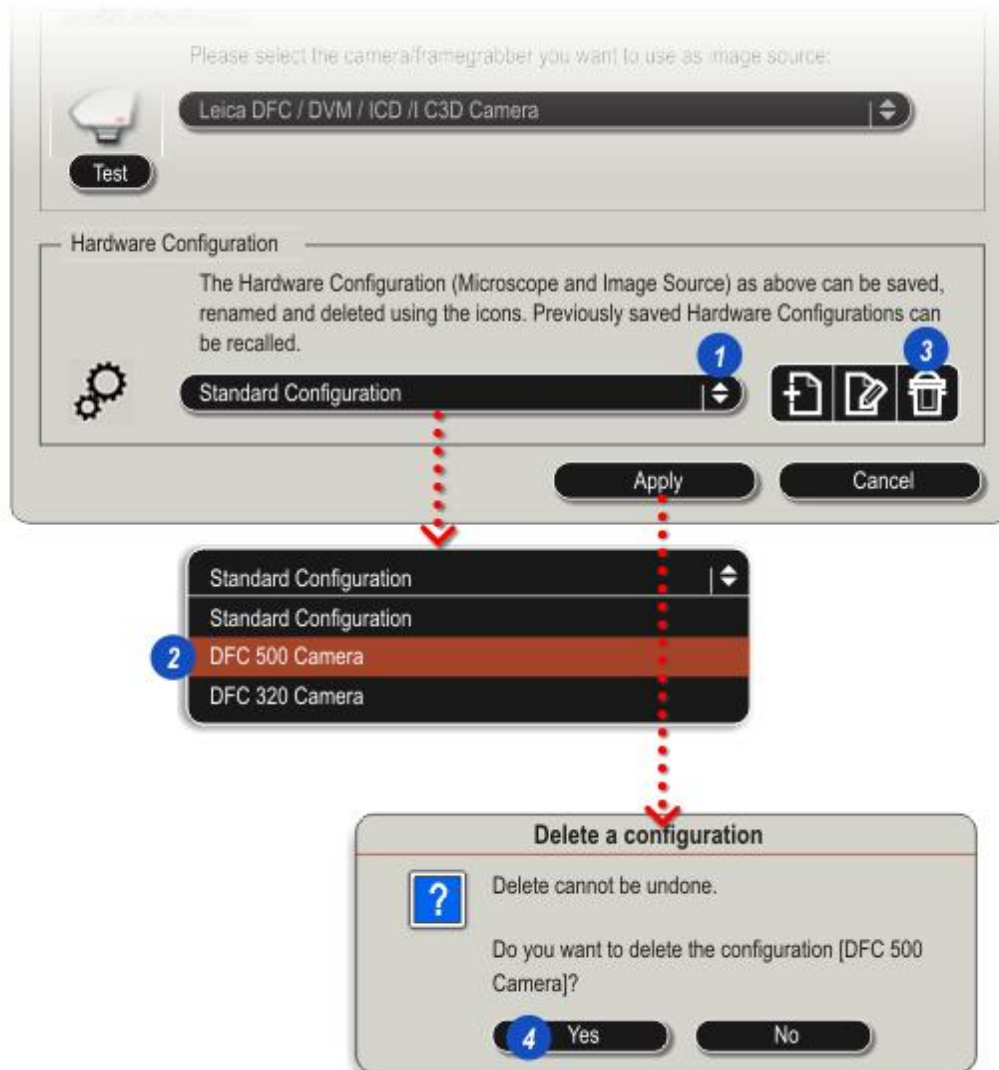 Please select the camera/framegrabber you want to use as image source:
Leica DFC / DVM / ICD /I C3D Camera
Test
Hardware Configuration
The Hardware Configuration (Microscope and Image Source) as above can be saved,
renamed and deleted using the icons. Previously saved Hardware Configurations can
be recalled.
1
3
Standard Configuration
Apply
Cancel
Standard Configuration
Standard Configuration
2
DFC 500 Camera
DFC 320 Camera
Delete a configuration
?
Delete cannot be undone.
Do you want to delete the configuration [DFC 500
Camera]?
4
Yes
No